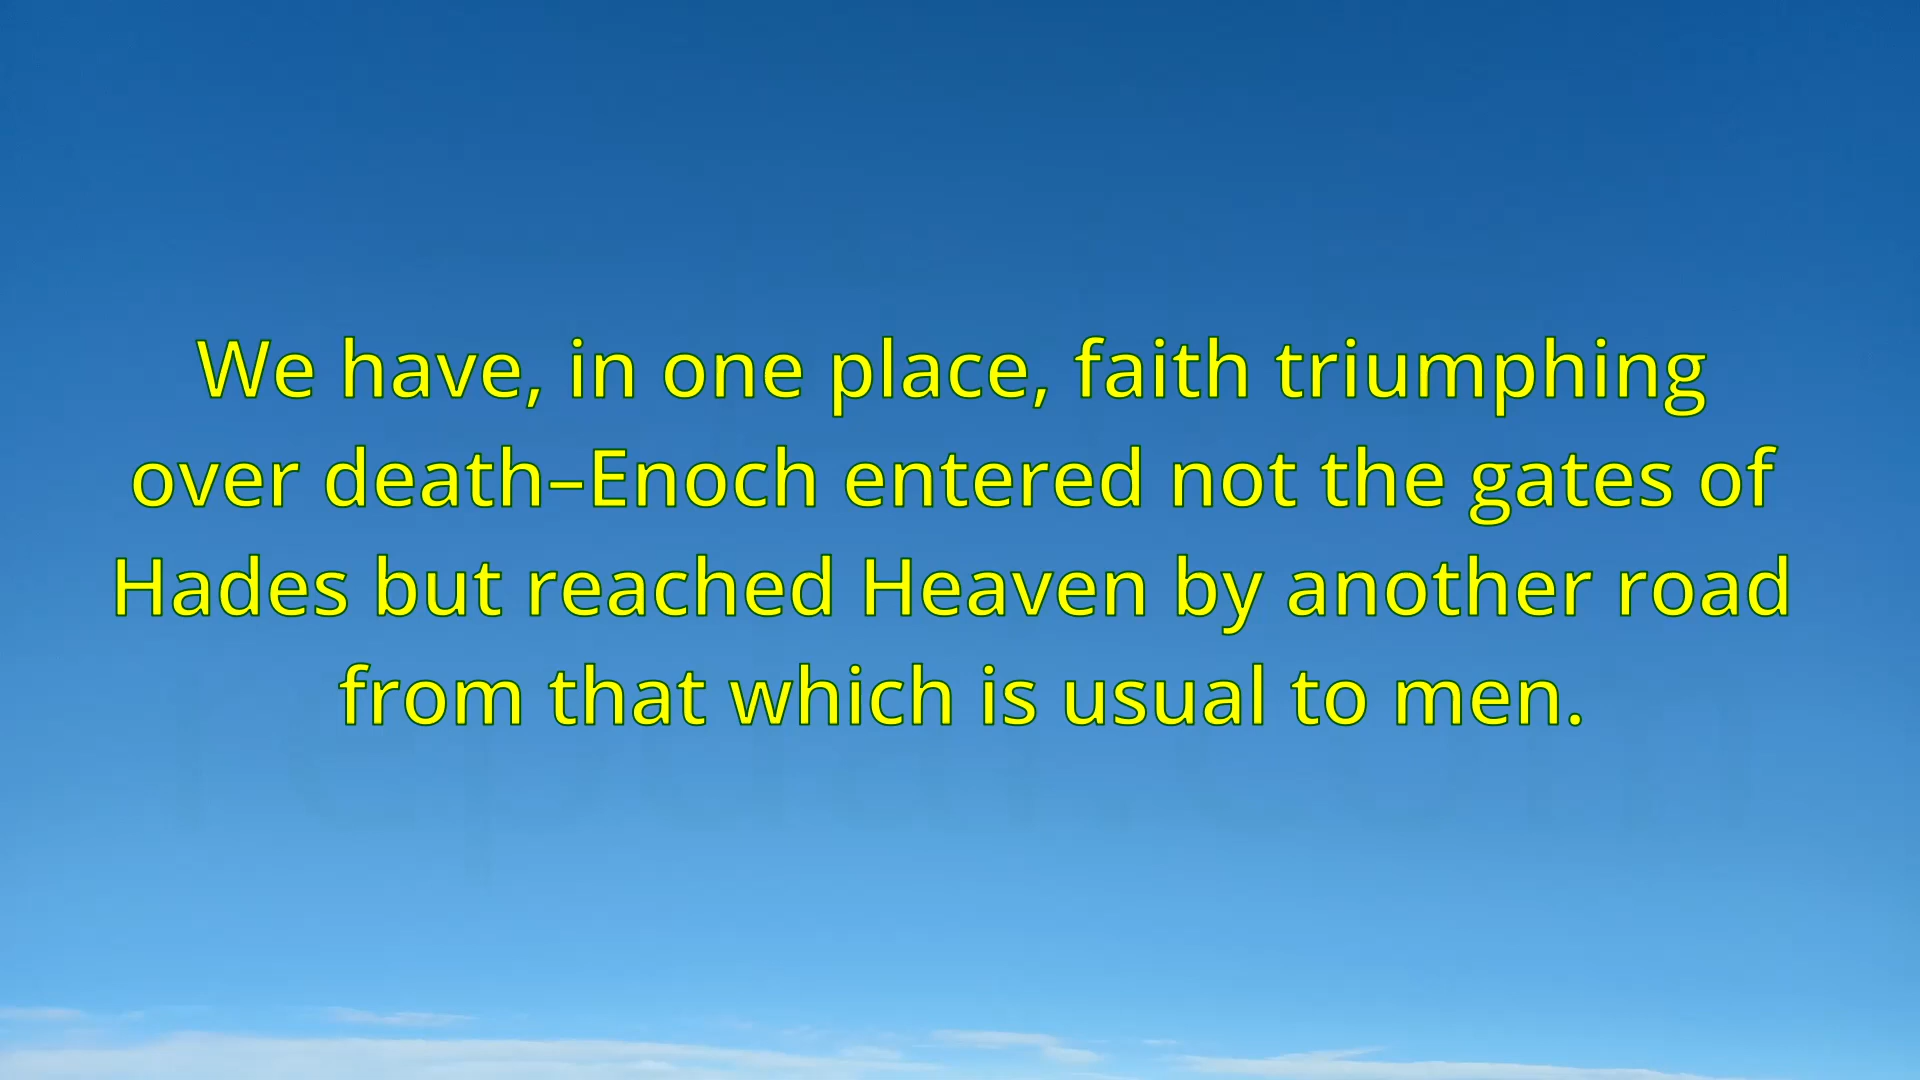 We have, in one place, faith triumphing
over death–Enoch entered not the gates of
Hades but reached Heaven by another road
from that which is usual to men.